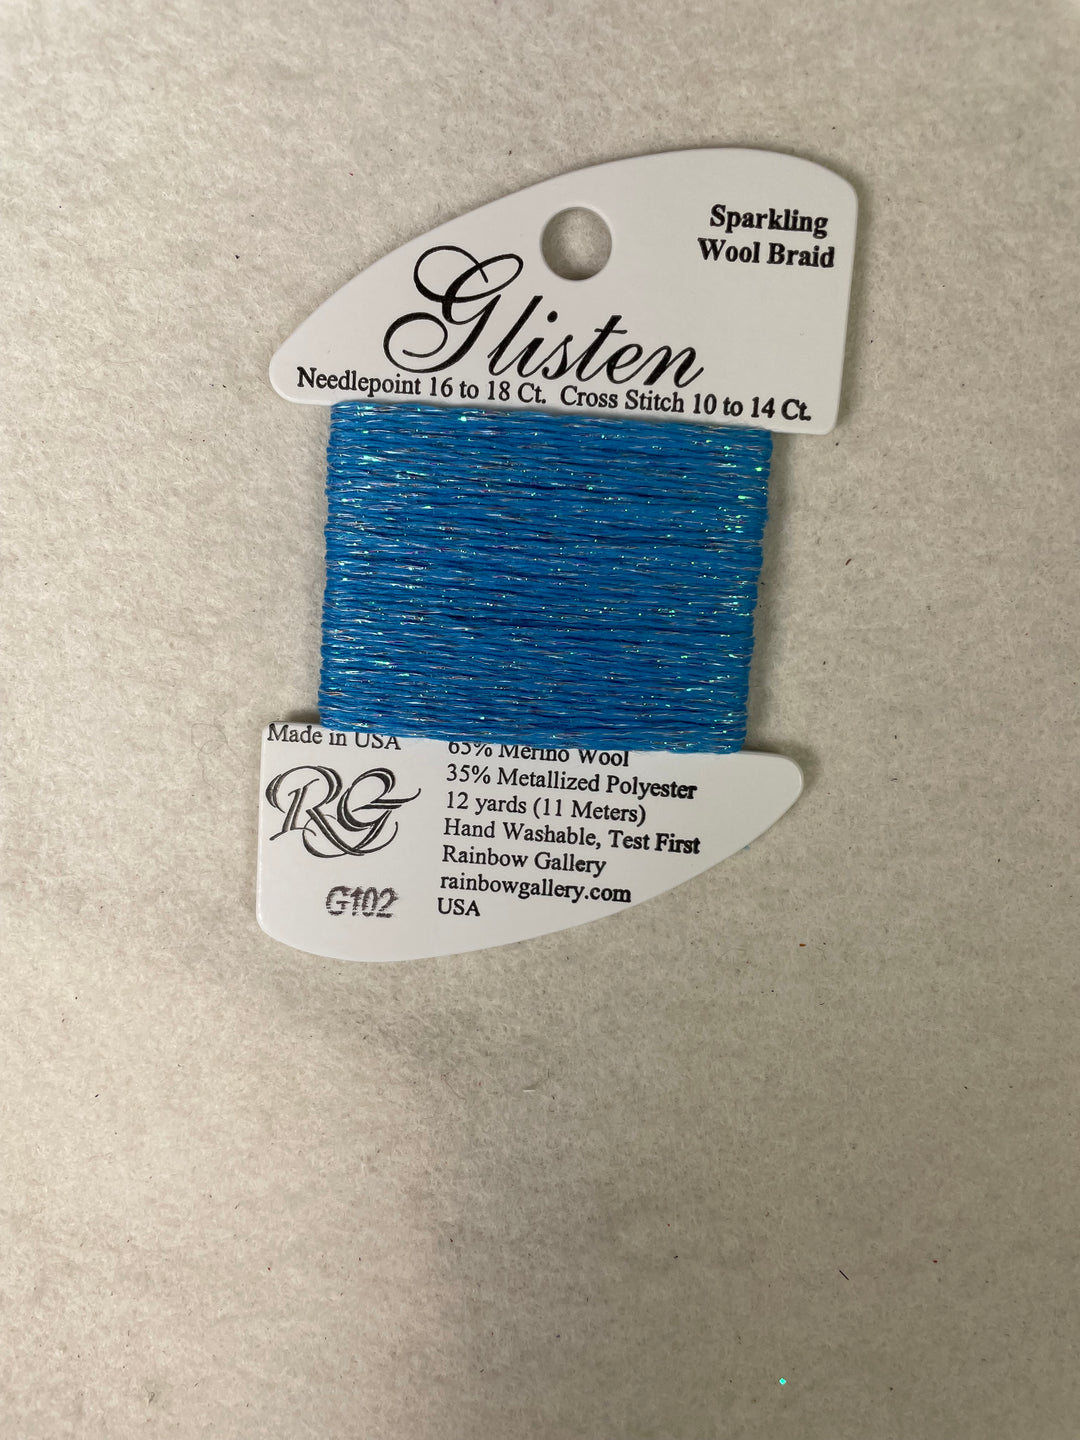 Sparkling
Wool Braid
Glisten
Needlepoint 16 to 18 Ct. Cross Stitch 10 to 14 Ct.
Made in USA
65% Merino Wool
35% Metallized Polyester
12 yards (11 Meters)
Hand Washable, Test First
Rainbow Gallery
rainbowgallery.com
USA
RG
G102